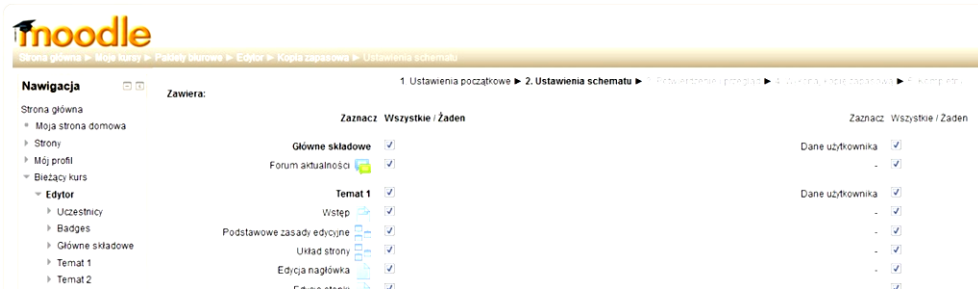 moodle
Strona główna ► Moje kursy ► Pakiety biurowe ► Edytor ► Kopia zapasowa ► Ustawienia schematu
Nawigacja
Strona główna
Moja strona domowa
Strony
Mój profil
Bieżący kurs
Edytor
Uczestnicy
Badges
Główne składowe
Temat 1
Temat 2
1. Ustawienia początkowe ► 2. Ustawienia schematu ►
Zawiera:
Zaznacz Wszystkie / Żaden Zaznacz Wszystkie / Żaden
Główne składowe Dane użytkownika
Forum aktualności -
Temat 1 Dane użytkownika
Wstęp -
Podstawowe zasady edycyjne -
Układ strony -
Edycja nagłówka -